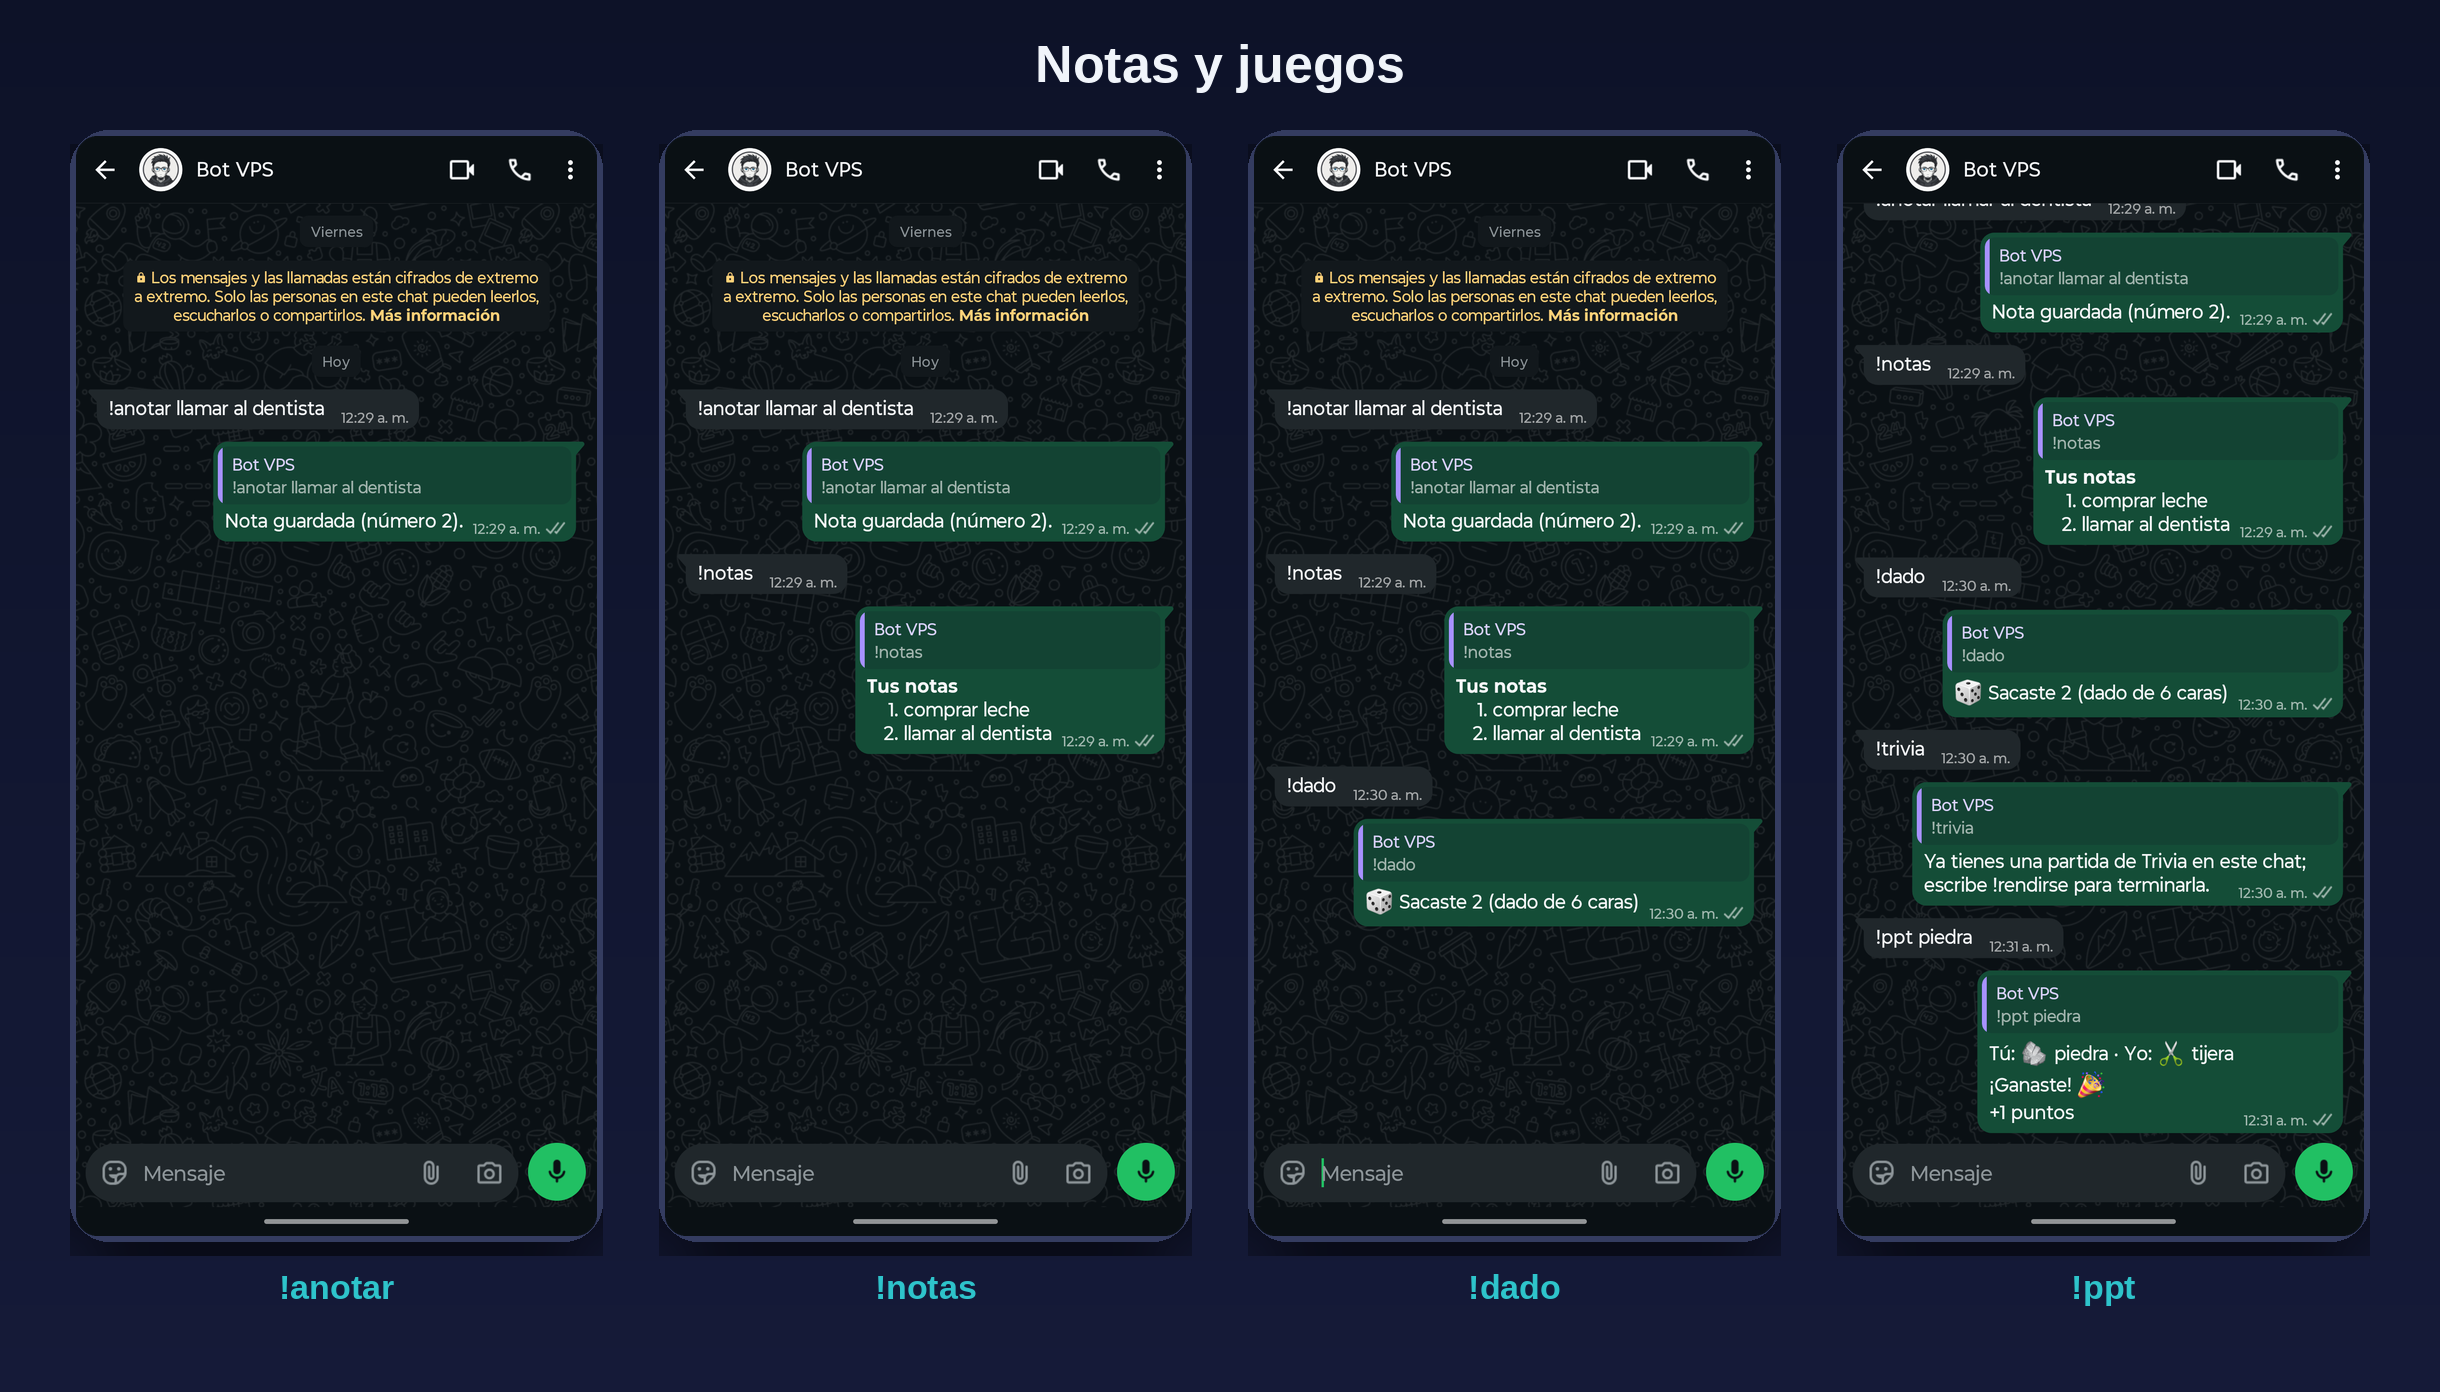 Notas y juegos
Bot VPS
Viernes
Los mensajes y las llamadas están cifrados de extremo
a extremo. Solo las personas en este chat pueden leerlos,
escucharlos o compartirlos. Más información
Hoy
!anotar llamar al dentista 12:29 a. m.
Bot VPS
!anotar llamar al dentista
Nota guardada (número 2). 12:29 a. m.
Mensaje
!anotar
Bot VPS
Viernes
Los mensajes y las llamadas están cifrados de extremo
a extremo. Solo las personas en este chat pueden leerlos,
escucharlos o compartirlos. Más información
Hoy
!anotar llamar al dentista 12:29 a. m.
Bot VPS
!anotar llamar al dentista
Nota guardada (número 2). 12:29 a. m.
!notas 12:29 a. m.
Bot VPS
!notas
Tus notas
1. comprar leche
2. llamar al dentista 12:29 a. m.
Mensaje
!notas
Bot VPS
Viernes
Los mensajes y las llamadas están cifrados de extremo
a extremo. Solo las personas en este chat pueden leerlos,
escucharlos o compartirlos. Más información
Hoy
!anotar llamar al dentista 12:29 a. m.
Bot VPS
!anotar llamar al dentista
Nota guardada (número 2). 12:29 a. m.
!notas 12:29 a. m.
Bot VPS
!notas
Tus notas
1. comprar leche
2. llamar al dentista 12:29 a. m.
!dado 12:30 a. m.
Bot VPS
!dado
🎲 Sacaste 2 (dado de 6 caras) 12:30 a. m.
Mensaje
!dado
Bot VPS
!anotar llamar al dentista 12:29 a. m.
Bot VPS
!anotar llamar al dentista
Nota guardada (número 2). 12:29 a. m.
!notas 12:29 a. m.
Bot VPS
!notas
Tus notas
1. comprar leche
2. llamar al dentista 12:29 a. m.
!dado 12:30 a. m.
Bot VPS
!dado
🎲 Sacaste 2 (dado de 6 caras) 12:30 a. m.
!trivia 12:30 a. m.
Bot VPS
!trivia
Ya tienes una partida de Trivia en este chat;
escribe !rendirse para terminarla. 12:30 a. m.
!ppt piedra 12:31 a. m.
Bot VPS
!ppt piedra
Tú: 🪨 piedra · Yo: ✂️ tijera
¡Ganaste! 🎉
+1 puntos 12:31 a. m.
Mensaje
!ppt